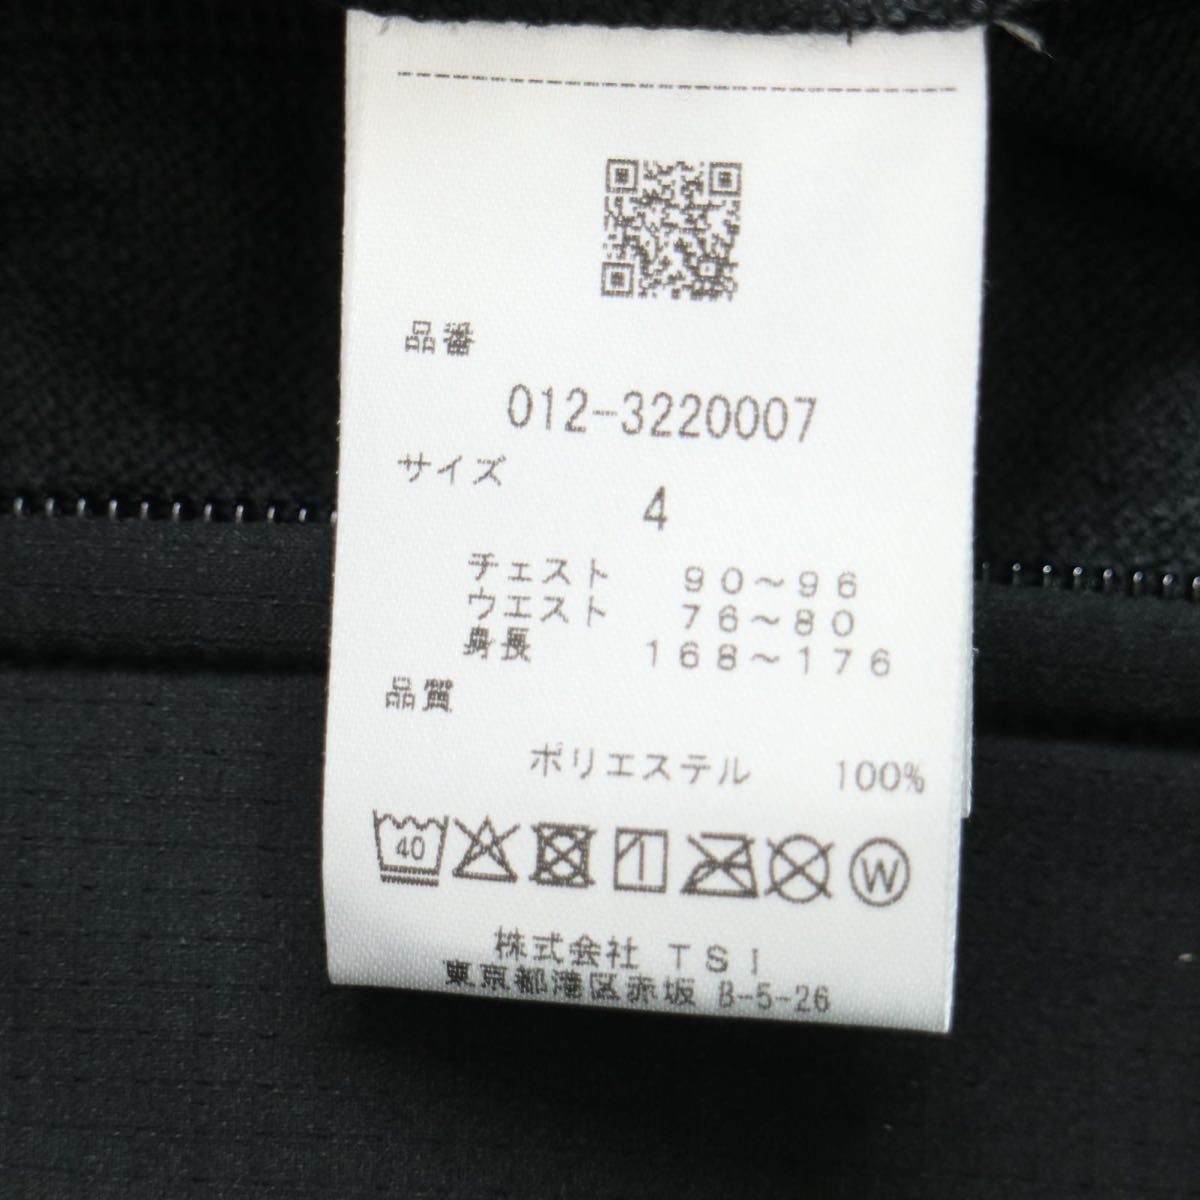 品番
012-3220007
サイズ
4
チェスト 90～96
ウエスト 76～80
身長 168～176
品質
ポリエステル 100%
40
W
株式会社 TSI
東京都港区赤坂 8-5-26